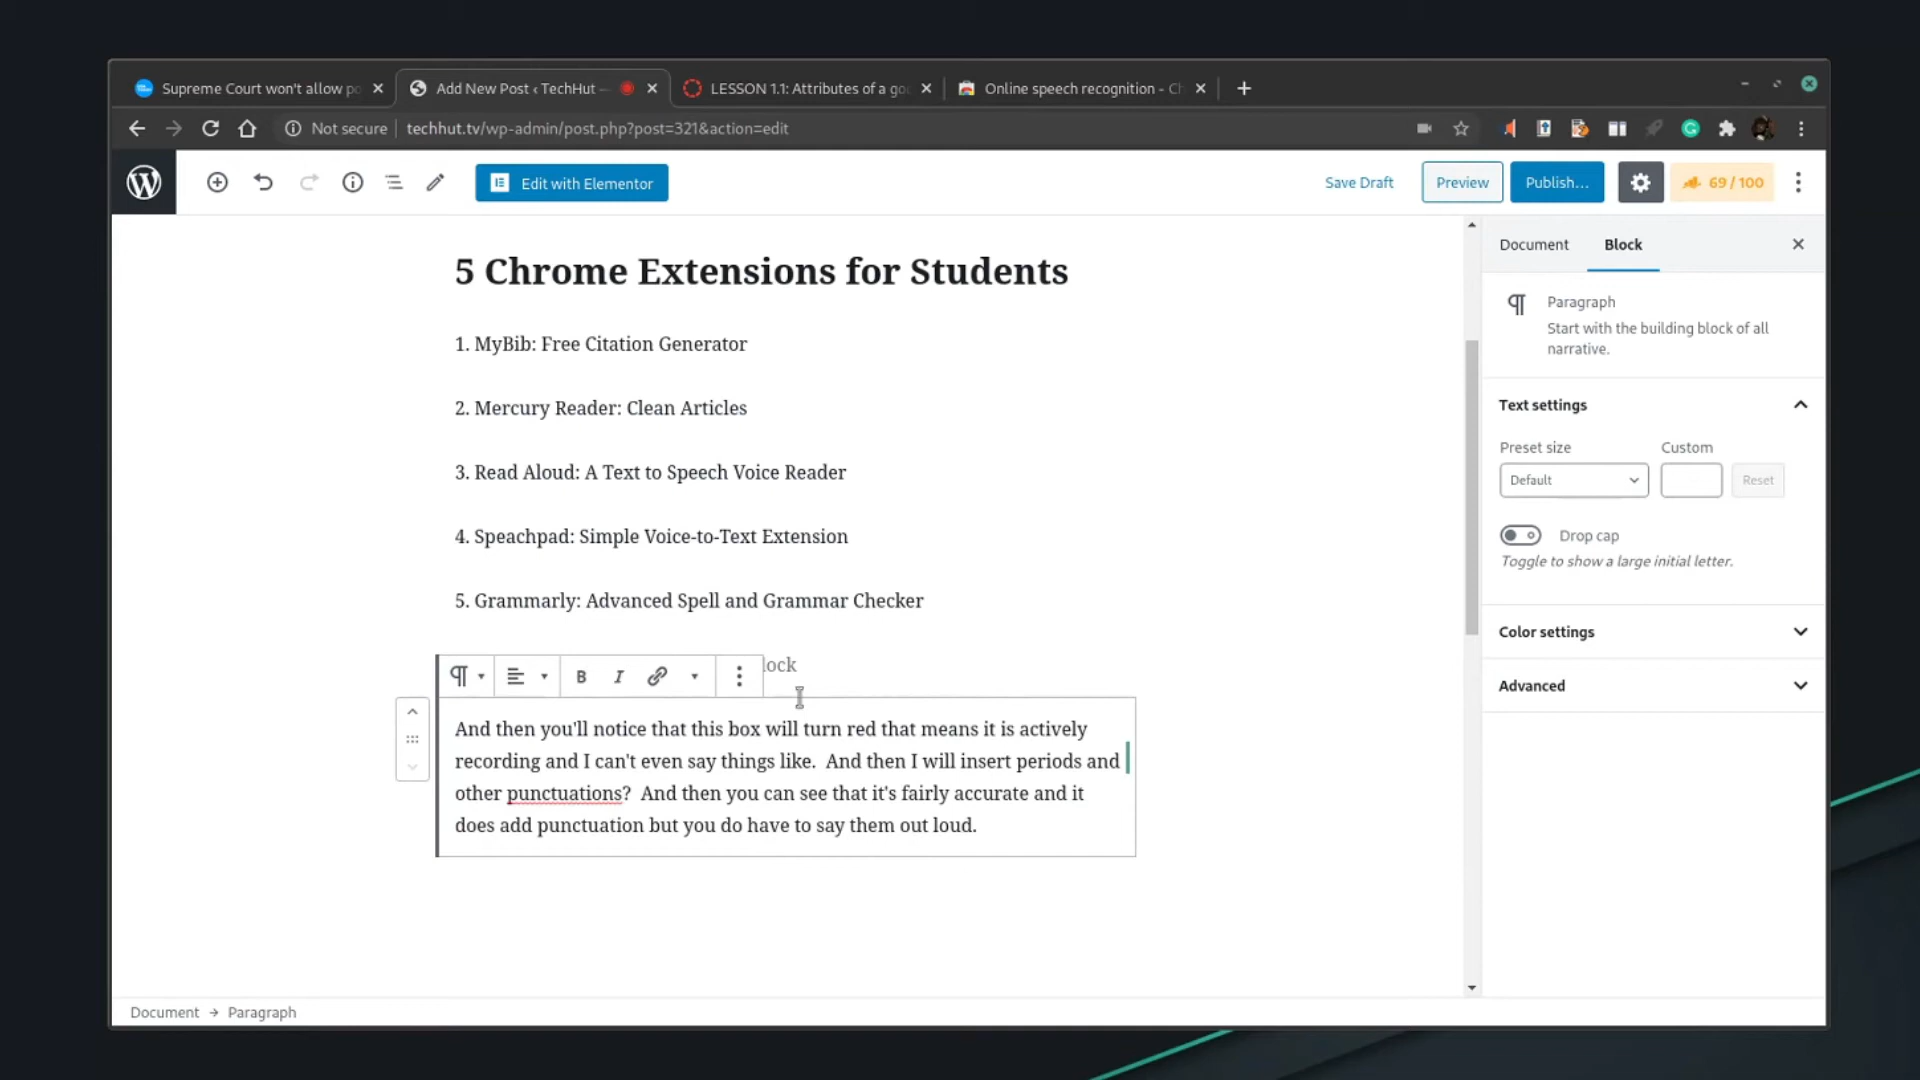 Supreme Court won't allow po
Add New Post ‹ TechHut —
LESSON 1.1: Attributes of a go
Online speech recognition - Ch
Not secure
techhut.tv/wp-admin/post.php?post=321&action=edit
Edit with Elementor
Save Draft
Preview
Publish...
69 / 100
5 Chrome Extensions for Students
1. MyBib: Free Citation Generator
2. Mercury Reader: Clean Articles
3. Read Aloud: A Text to Speech Voice Reader
4. Speachpad: Simple Voice-to-Text Extension
5. Grammarly: Advanced Spell and Grammar Checker
lock
B I
And then you'll notice that this box will turn red that means it is actively
recording and I can't even say things like.  And then I will insert periods and
other punctuations?  And then you can see that it's fairly accurate and it
does add punctuation but you do have to say them out loud.
Document
Block
Paragraph
Start with the building block of all
narrative.
Text settings
Preset size
Custom
Default
Reset
Drop cap
Toggle to show a large initial letter.
Color settings
Advanced
Document → Paragraph